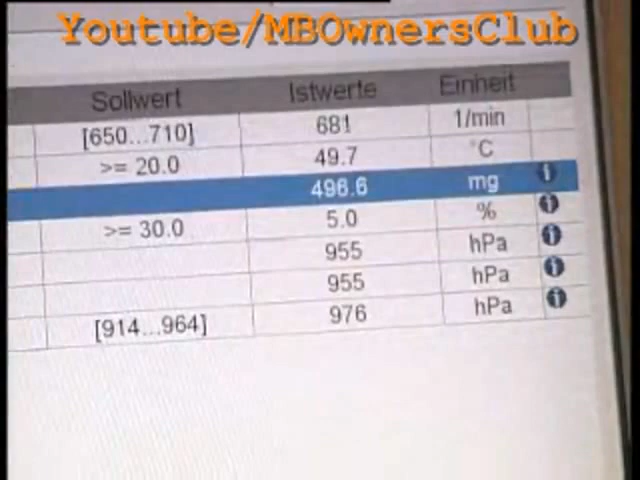 Youtube/MBOwnersClub
Sollwert Istwerte Einheit
[650...710] 681 1/min
>= 20.0 49.7 °C
496.6 mg i
>= 30.0 5.0 % i
955 hPa i
955 hPa i
[914...964] 976 hPa i